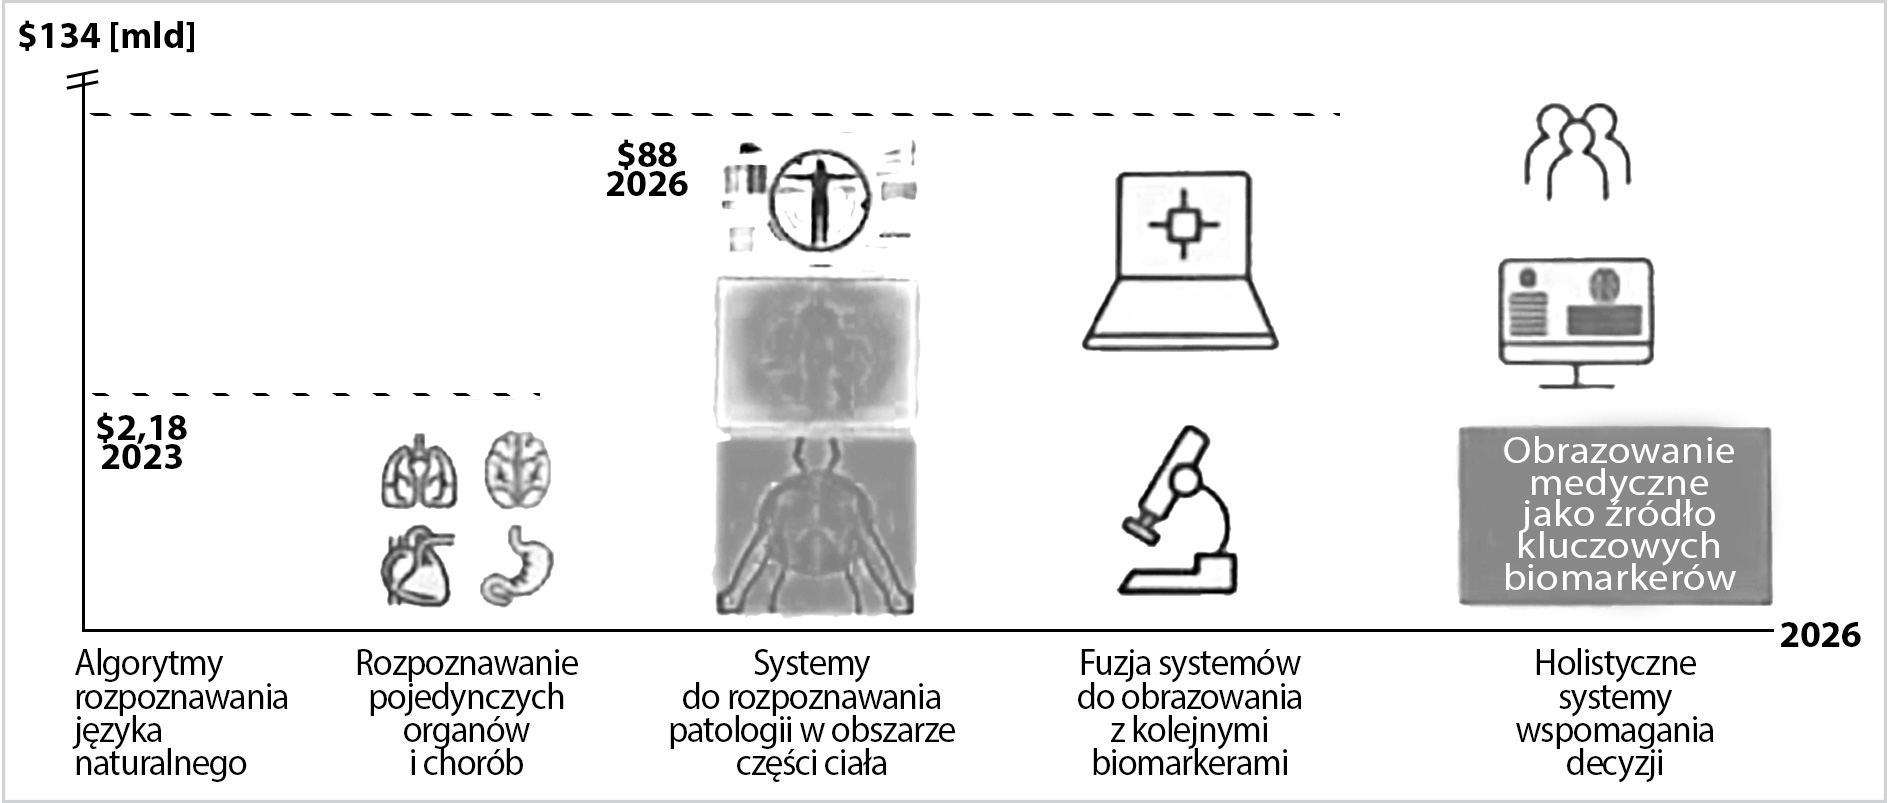 $134 [mld]
$88
2026
$2,18
2023
Obrazowanie
medyczne
jako źródło
kluczowych
biomarkerów
2026
Algorytmy
rozpoznawania
języka
naturalnego
Rozpoznawanie
pojedynczych
organów
i chorób
Systemy
do rozpoznawania
patologii w obszarze
części ciała
Fuzja systemów
do obrazowania
z kolejnymi
biomarkerami
Holistyczne
systemy
wspomagania
decyzji